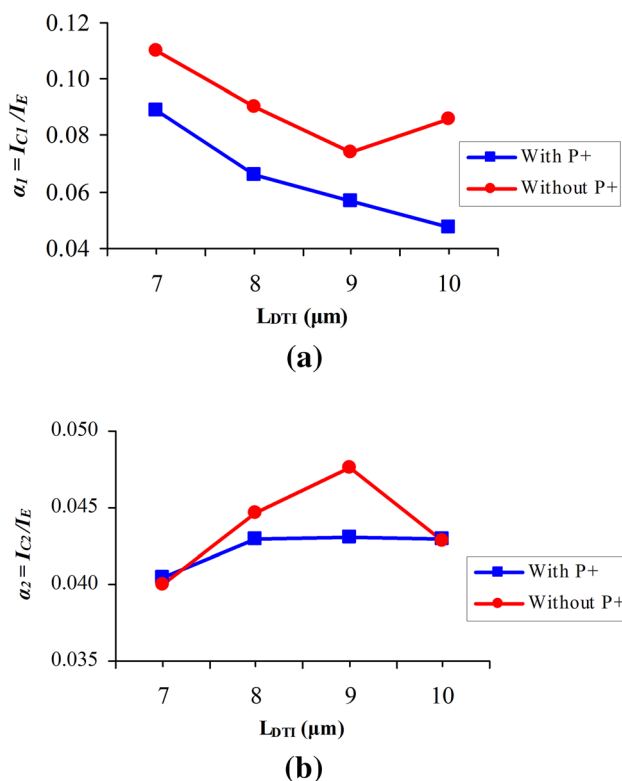 0.12
0.10
0.08
0.06
0.04
α1 = IC1 /IE
7 8 9 10
LDTI (μm)
With P+
Without P+
(a)
0.050
0.045
0.040
0.035
α2 = IC2/IE
7 8 9 10
LDTI (μm)
With P+
Without P+
(b)